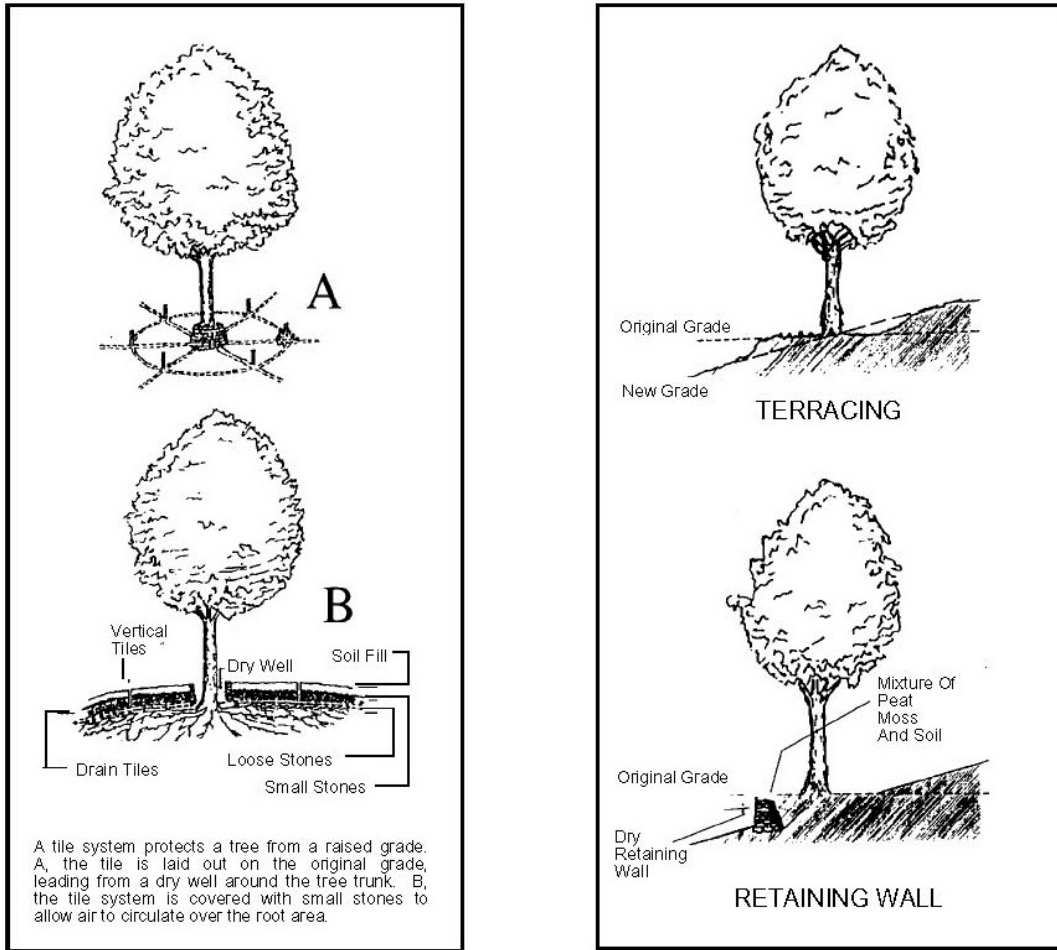 A
B
Vertical
Tiles
Dry Well
Soil Fill
Drain Tiles
Loose Stones
Small Stones
A tile system protects a tree from a raised grade.
A, the tile is laid out on the original grade,
leading from a dry well around the tree trunk. B,
the tile system is covered with small stones to
allow air to circulate over the root area.
Original Grade
New Grade
TERRACING
Mixture Of
Peat
Moss
And Soil
Original Grade
Dry
Retaining
Wall
RETAINING WALL